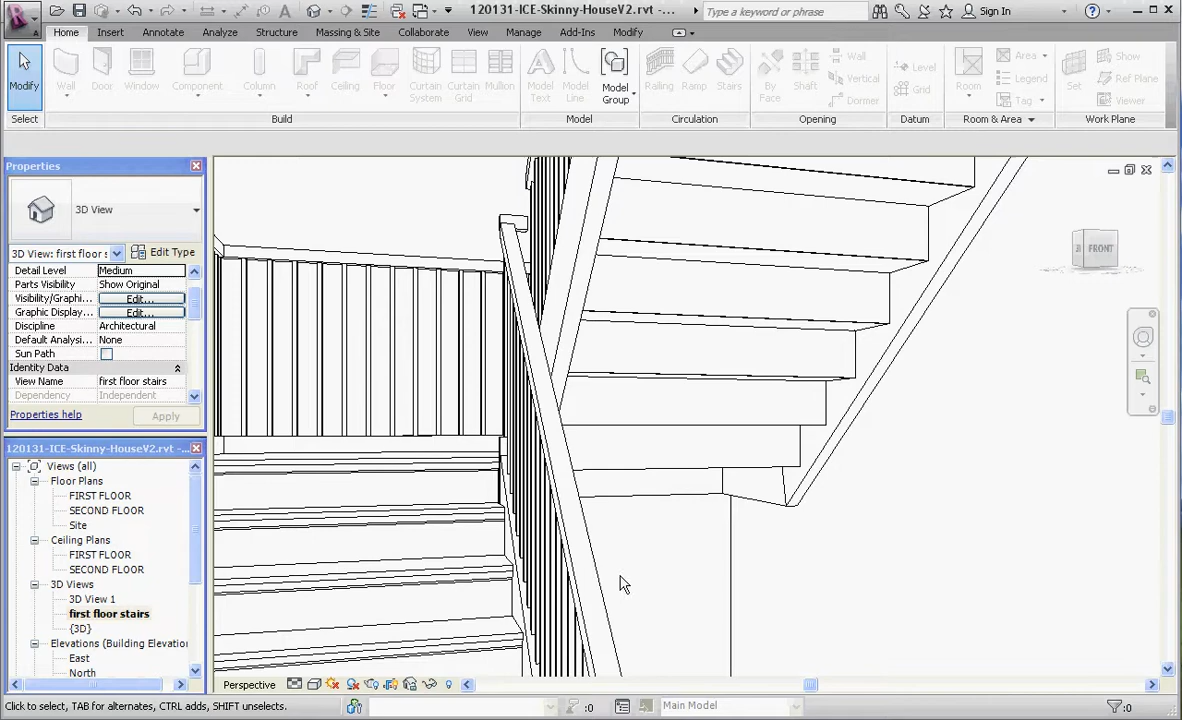 120131-ICE-Skinny-HouseV2.rvt -...
Type a keyword or phrase
Sign In
Home Insert Annotate Analyze Structure Massing & Site Collaborate View Manage Add-Ins Modify
Modify Wall Door Window Component Column Roof Ceiling Floor Curtain System Curtain Grid Mullion Model Text Model Line Model Group Railing Ramp Stairs By Face Shaft Wall Vertical Dormer Level Grid Room Area Legend Tag Set Show Ref Plane Viewer
Select Build Model Circulation Opening Datum Room & Area Work Plane
Properties
3D View
3D View: first floor s
Edit Type
Detail Level Medium
Parts Visibility Show Original
Visibility/Graphi... Edit...
Graphic Display... Edit...
Discipline Architectural
Default Analysi... None
Sun Path
Identity Data
View Name first floor stairs
Dependency Independent
Properties help Apply
120131-ICE-Skinny-HouseV2.rvt -...
Views (all)
Floor Plans
FIRST FLOOR
SECOND FLOOR
Site
Ceiling Plans
FIRST FLOOR
SECOND FLOOR
3D Views
3D View 1
first floor stairs
{3D}
Elevations (Building Elevation
East
North
FRONT
Perspective
Click to select, TAB for alternates, CTRL adds, SHIFT unselects.
:0
Main Model
:0